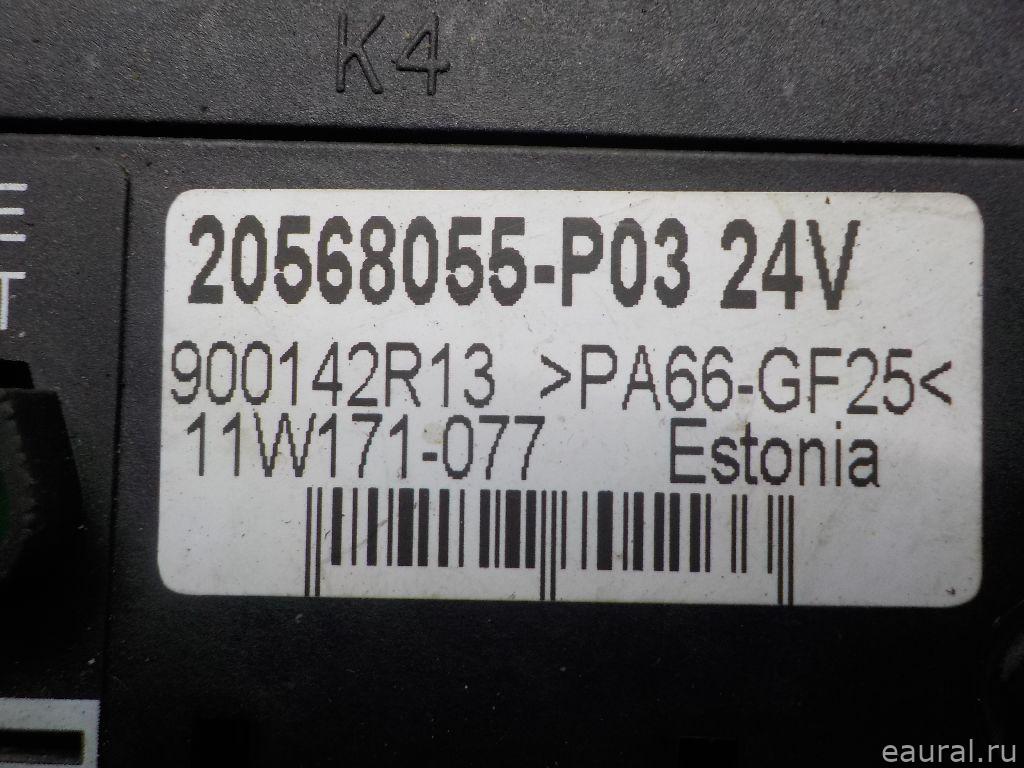 K4
E
T
20568055-P03 24V
900142R13 >PA66-GF25<
11W171-077 Estonia
eaural.ru